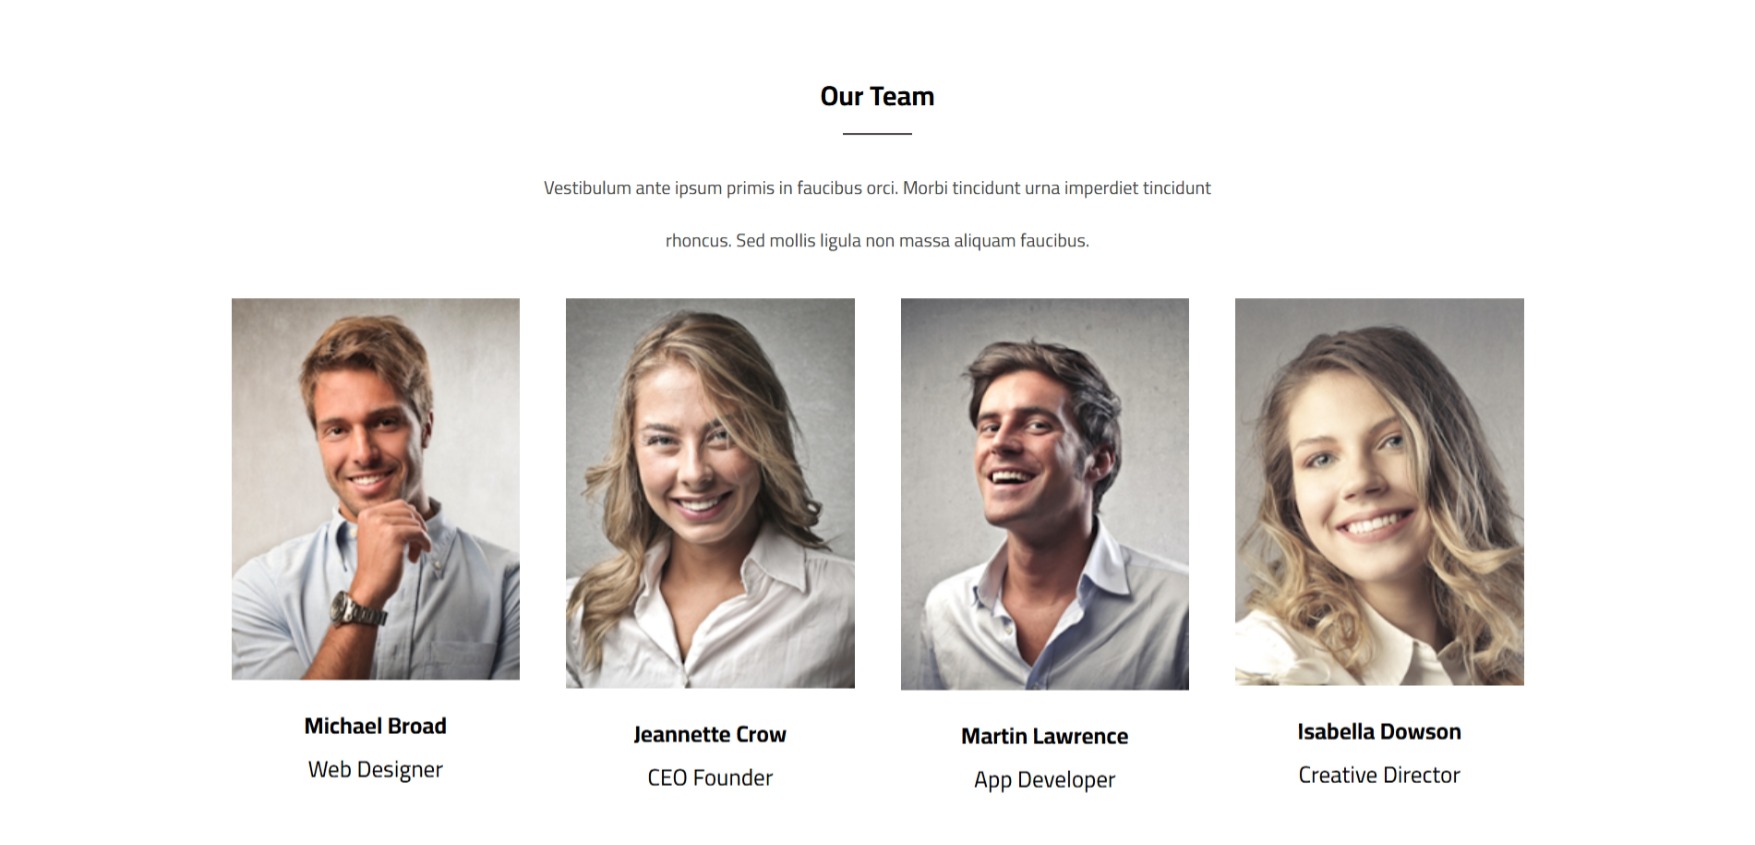 Our Team
Vestibulum ante ipsum primis in faucibus orci. Morbi tincidunt urna imperdiet tincidunt
rhoncus. Sed mollis ligula non massa aliquam faucibus.
Michael Broad
Web Designer
Jeannette Crow
CEO Founder
Martin Lawrence
App Developer
Isabella Dowson
Creative Director